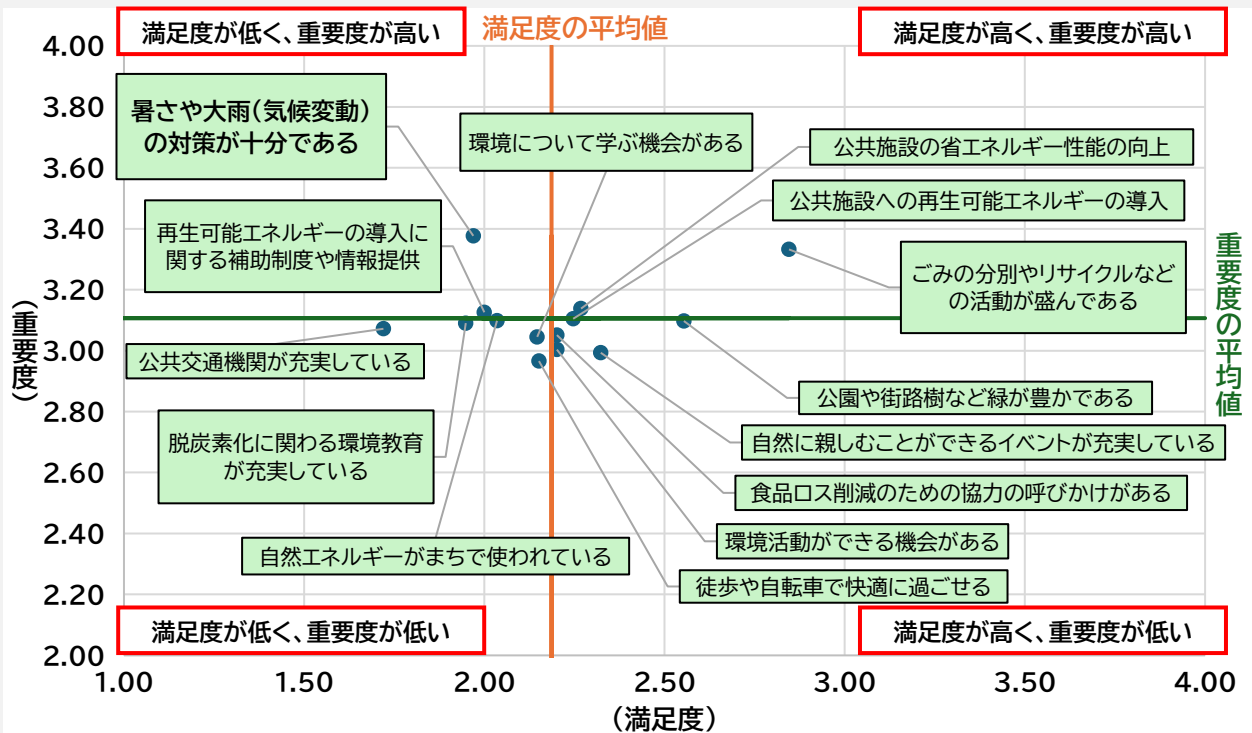 満足度が低く、重要度が高い
満足度の平均値
満足度が高く、重要度が高い
4.00
3.80
3.60
3.40
3.20
3.00
2.80
2.60
2.40
2.20
2.00
(重要度)
暑さや大雨(気候変動)
の対策が十分である
環境について学ぶ機会がある
公共施設の省エネルギー性能の向上
公共施設への再生可能エネルギーの導入
再生可能エネルギーの導入に
関する補助制度や情報提供
ごみの分別やリサイクルなど
の活動が盛んである
重要度の平均値
公共交通機関が充実している
公園や街路樹など緑が豊かである
脱炭素化に関わる環境教育
が充実している
自然に親しむことができるイベントが充実している
食品ロス削減のための協力の呼びかけがある
環境活動ができる機会がある
自然エネルギーがまちで使われている
徒歩や自転車で快適に過ごせる
満足度が低く、重要度が低い
満足度が高く、重要度が低い
1.00
1.50
2.00
2.50
3.00
3.50
4.00
(満足度)